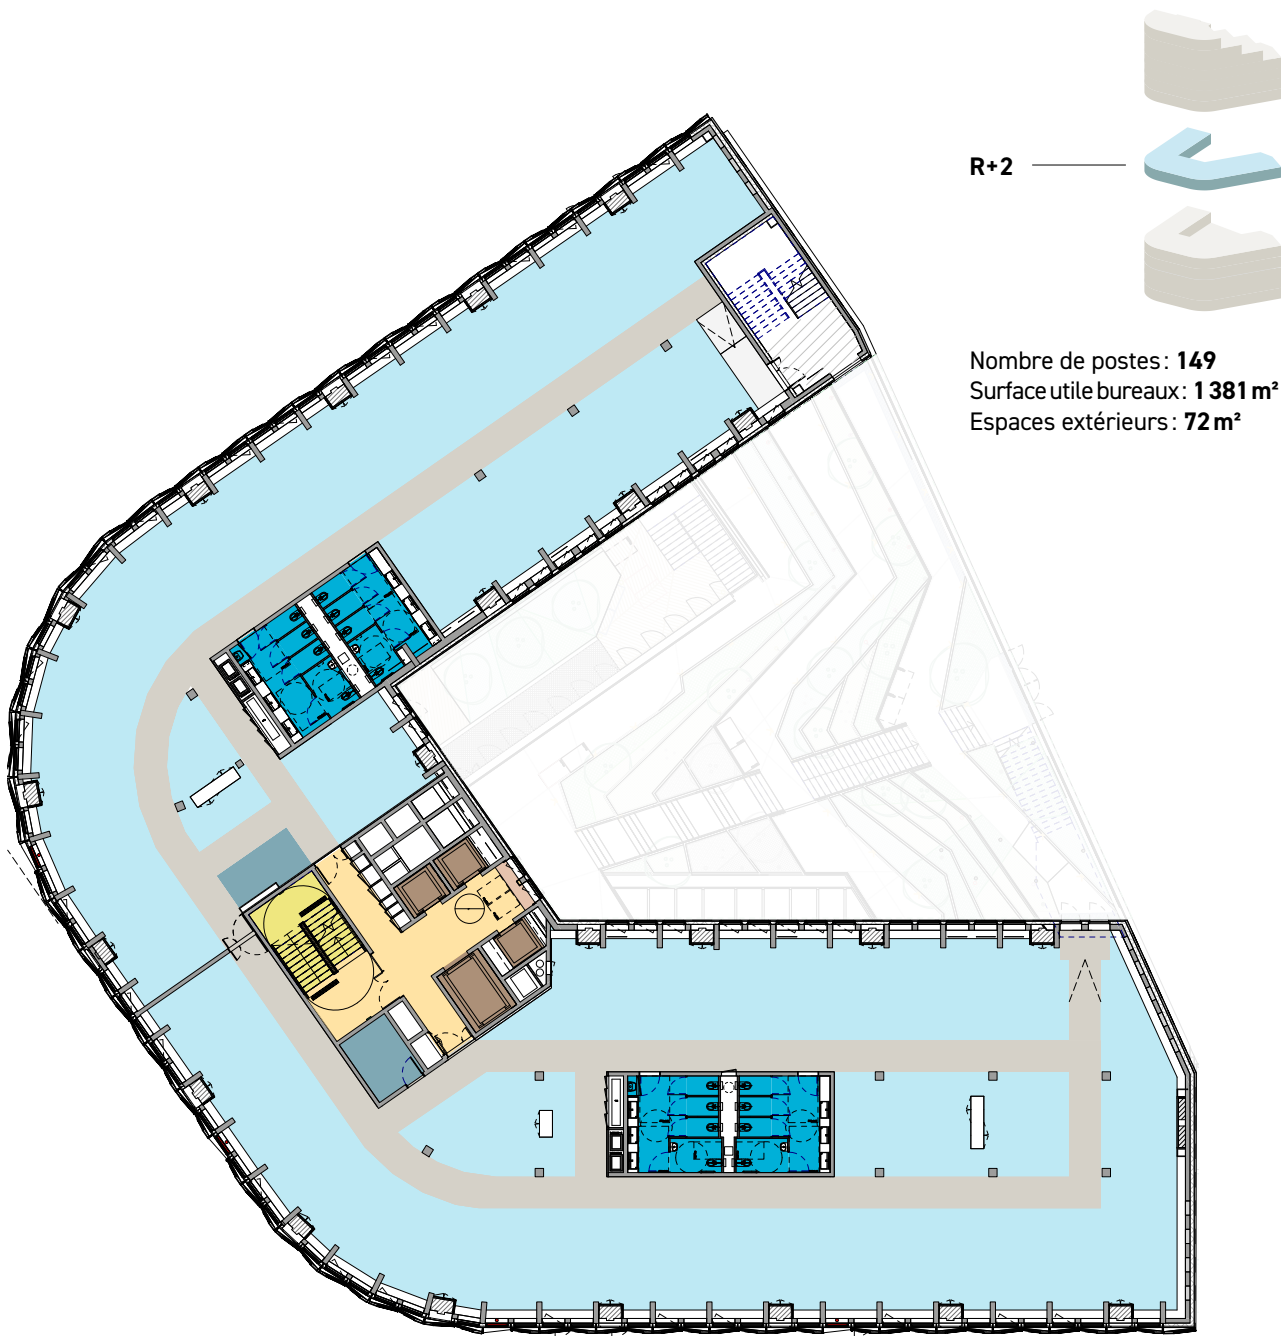 R+2
Nombre de postes : 149
Surface utile bureaux : 1 381 m²
Espaces extérieurs : 72 m²